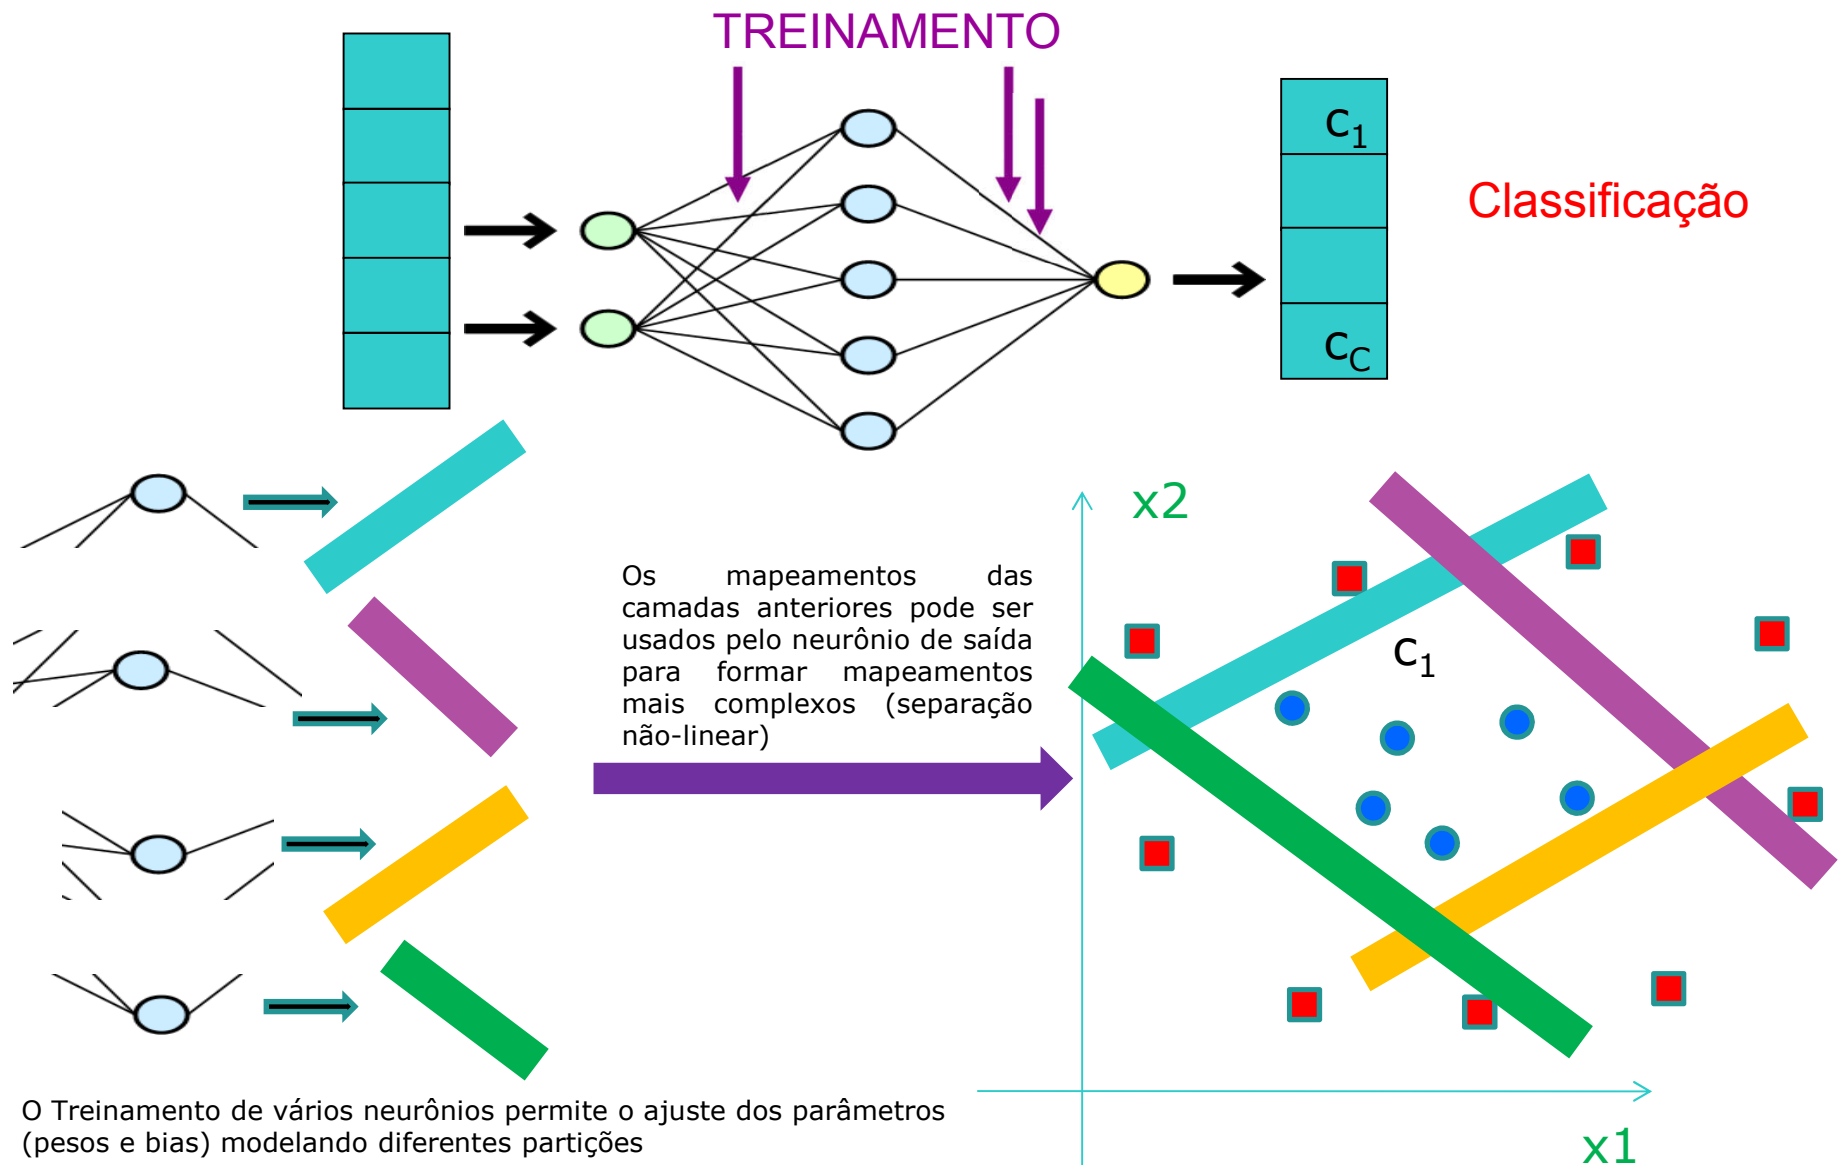 TREINAMENTO
c1
cC
Classificação
Os mapeamentos das
camadas anteriores pode ser
usados pelo neurônio de saída
para formar mapeamentos
mais complexos (separação
não-linear)
x2
c1
x1
O Treinamento de vários neurônios permite o ajuste dos parâmetros
(pesos e bias) modelando diferentes partições